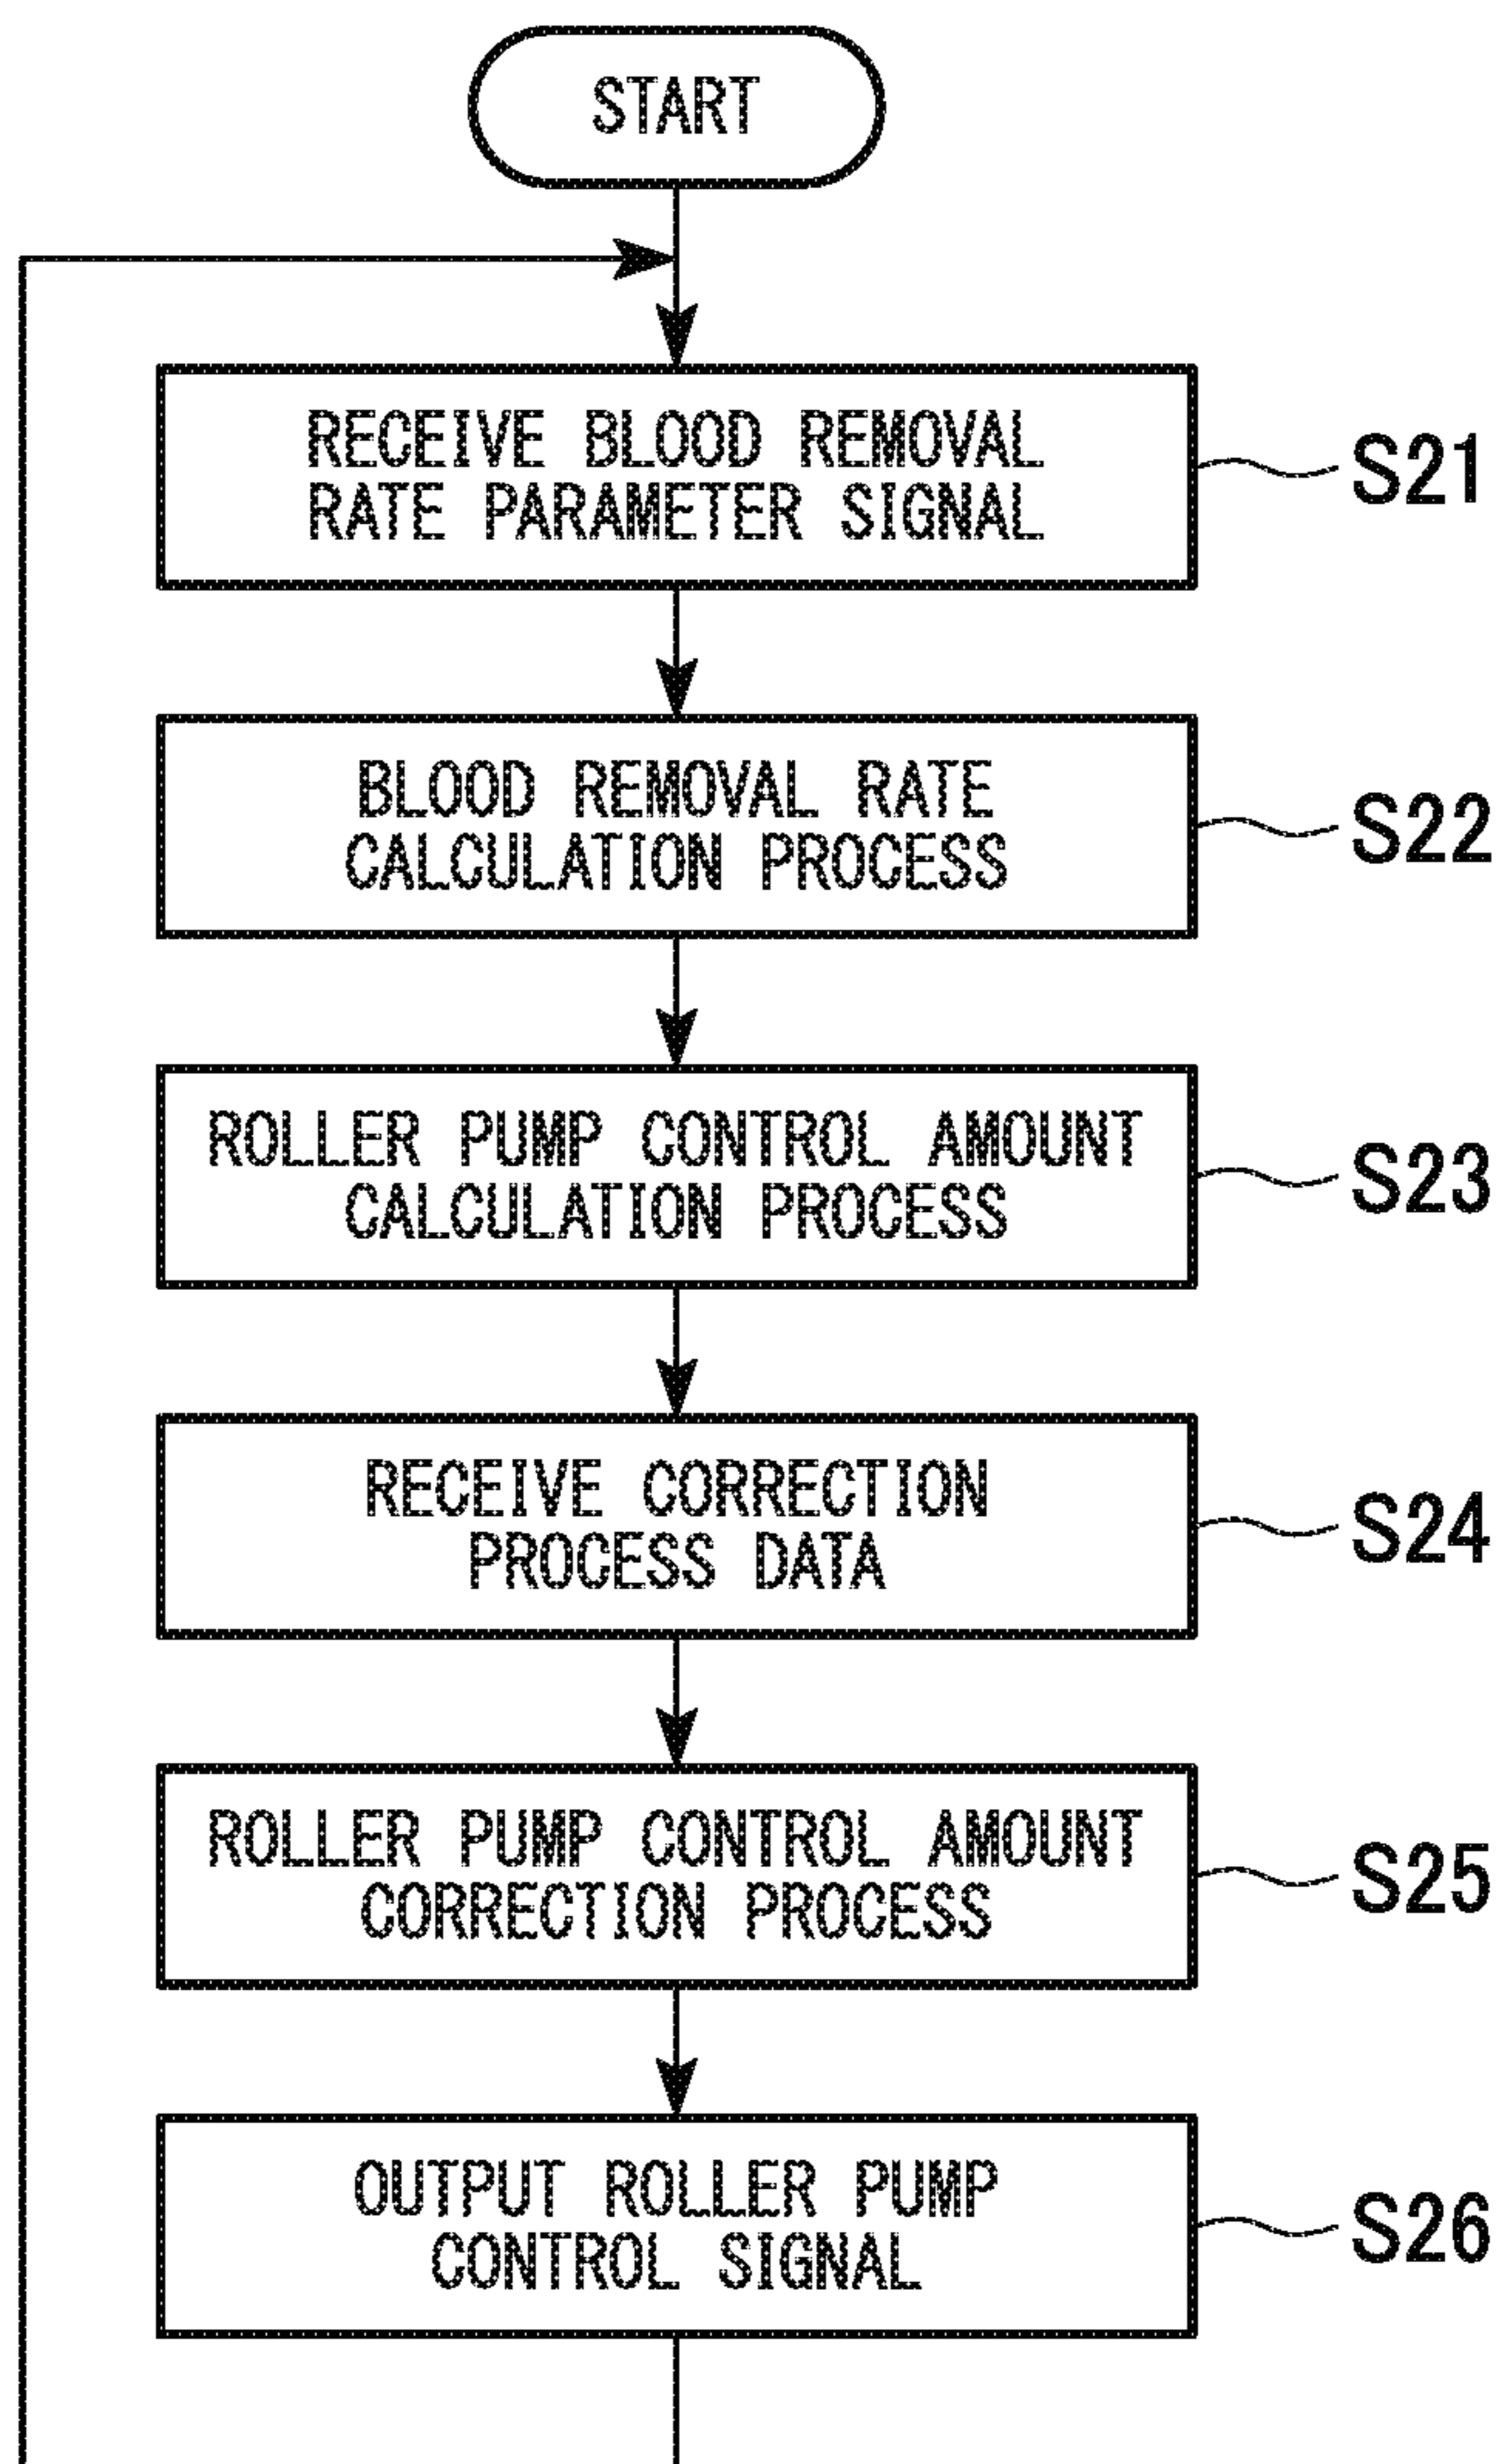 START
RECEIVE BLOOD REMOVAL
RATE PARAMETER SIGNAL
S21
BLOOD REMOVAL RATE
CALCULATION PROCESS
S22
ROLLER PUMP CONTROL AMOUNT
CALCULATION PROCESS
S23
RECEIVE CORRECTION
PROCESS DATA
S24
ROLLER PUMP CONTROL AMOUNT
CORRECTION PROCESS
S25
OUTPUT ROLLER PUMP
CONTROL SIGNAL
S26